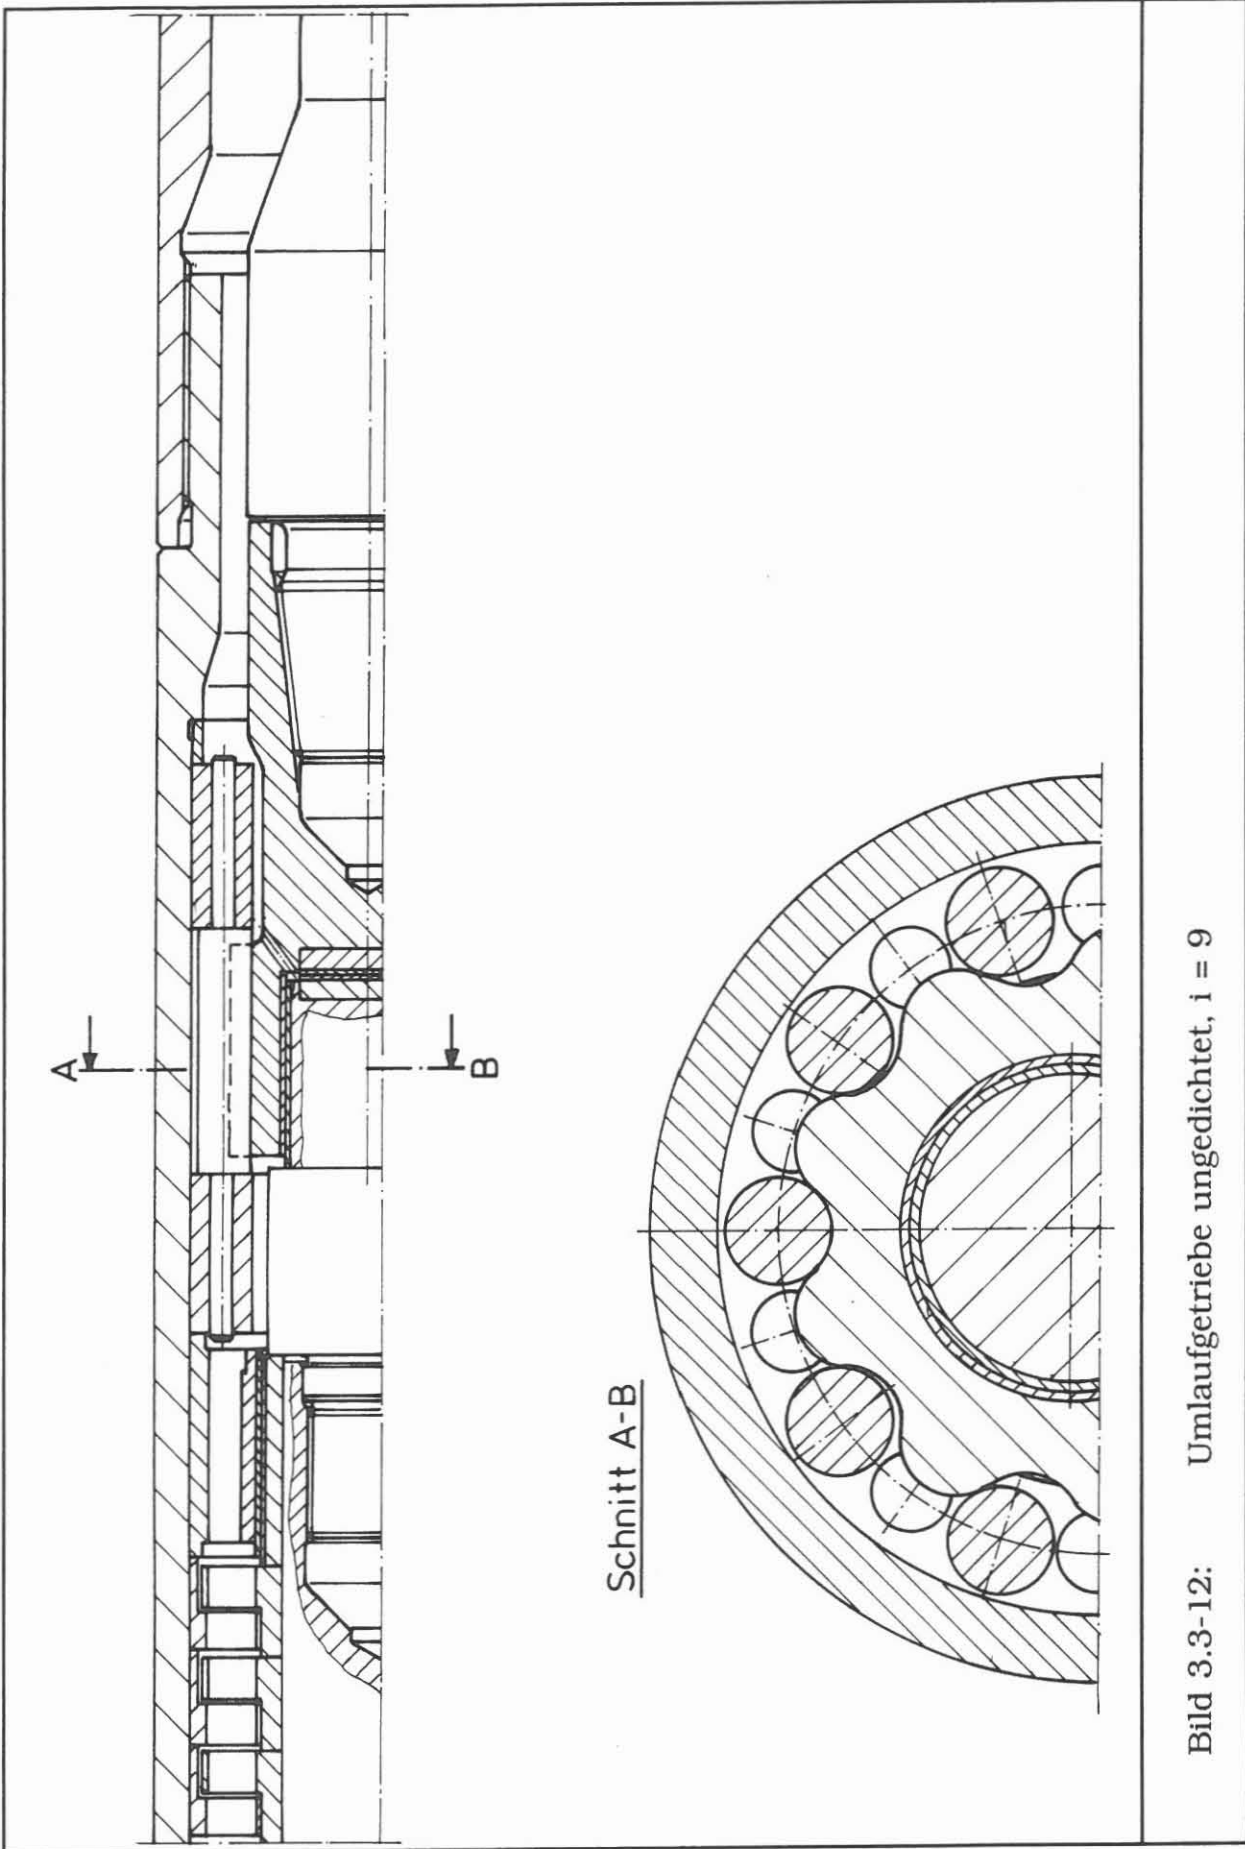 A
B
Schnitt A-B
Bild 3.3-12: Umlaufgetriebe ungedichtet, i = 9